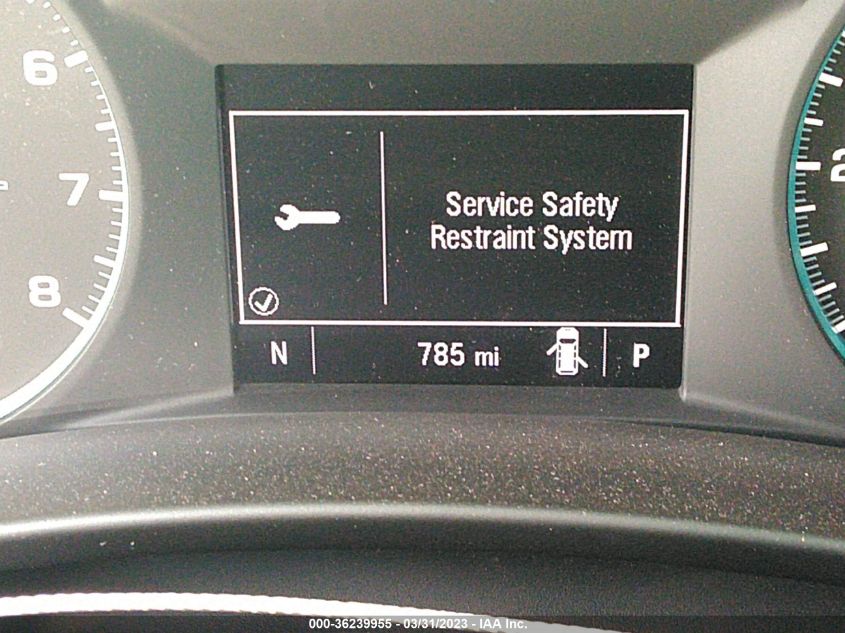 6
7
8
2
Service Safety
Restraint System
N 785 mi P
000-36239955 - 03/31/2023 - IAA Inc.